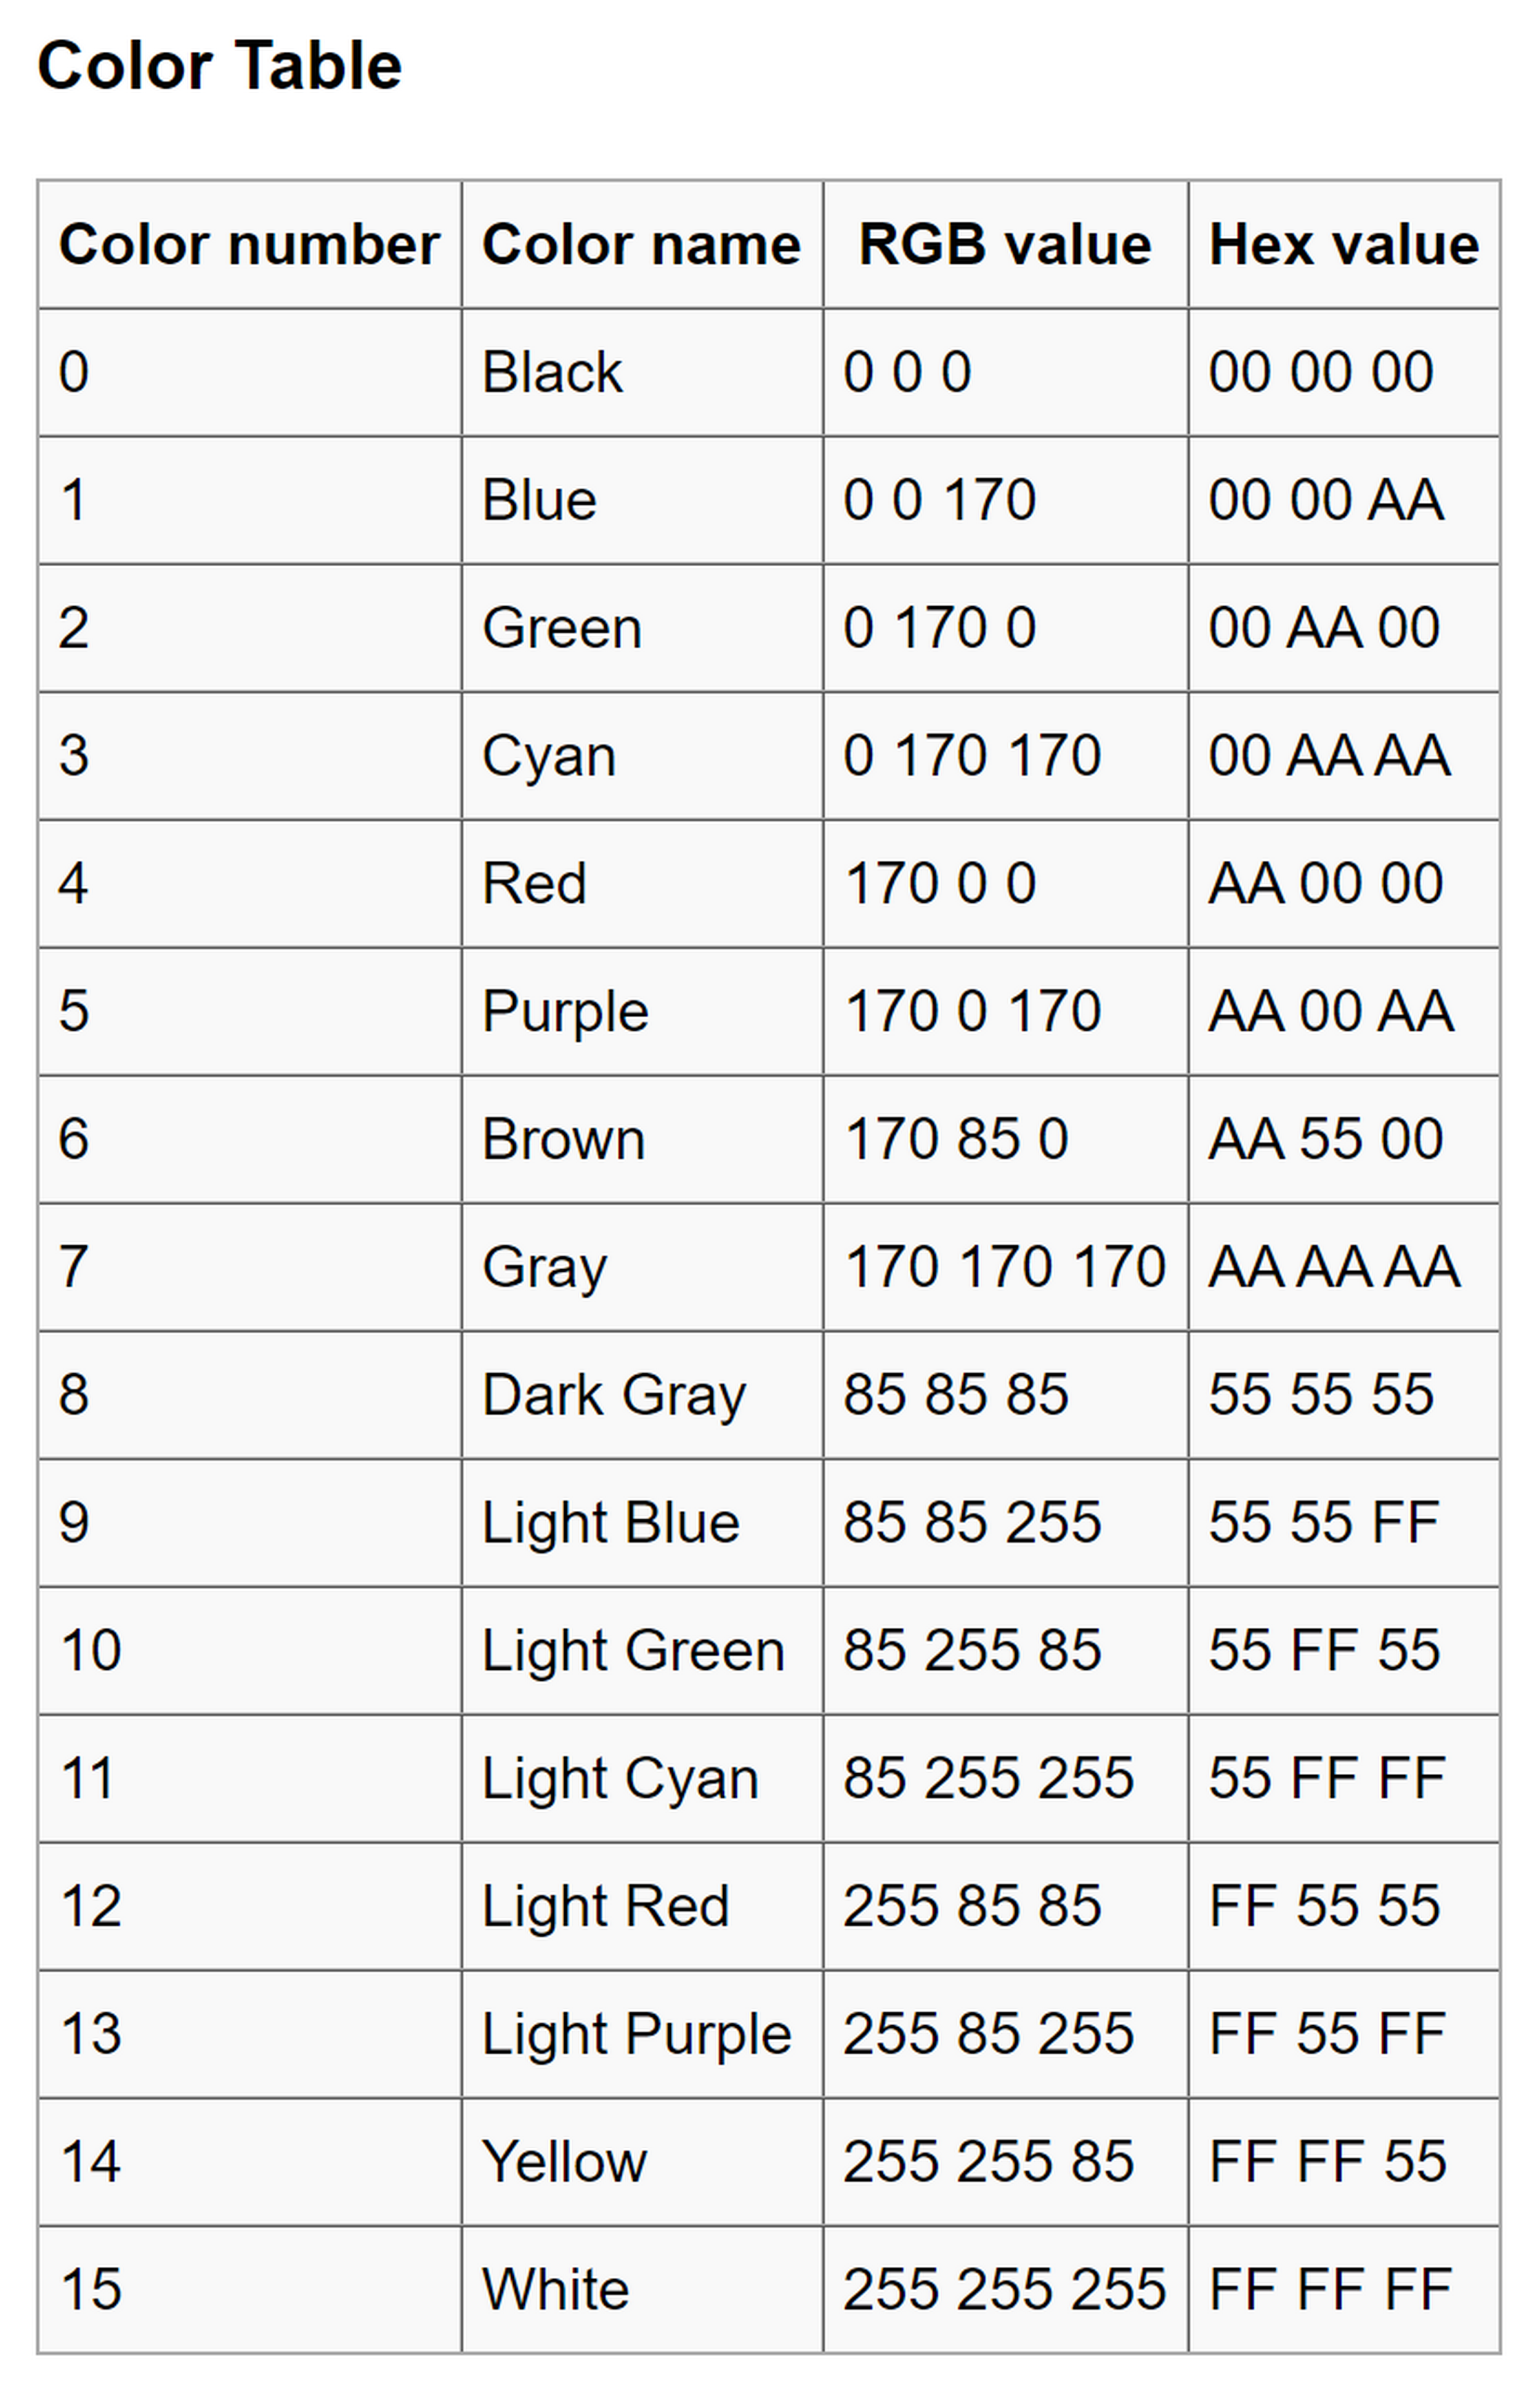 Color Table
Color number Color name RGB value Hex value
0 Black 0 0 0 00 00 00
1 Blue 0 0 170 00 00 AA
2 Green 0 170 0 00 AA 00
3 Cyan 0 170 170 00 AA AA
4 Red 170 0 0 AA 00 00
5 Purple 170 0 170 AA 00 AA
6 Brown 170 85 0 AA 55 00
7 Gray 170 170 170 AA AA AA
8 Dark Gray 85 85 85 55 55 55
9 Light Blue 85 85 255 55 55 FF
10 Light Green 85 255 85 55 FF 55
11 Light Cyan 85 255 255 55 FF FF
12 Light Red 255 85 85 FF 55 55
13 Light Purple 255 85 255 FF 55 FF
14 Yellow 255 255 85 FF FF 55
15 White 255 255 255 FF FF FF